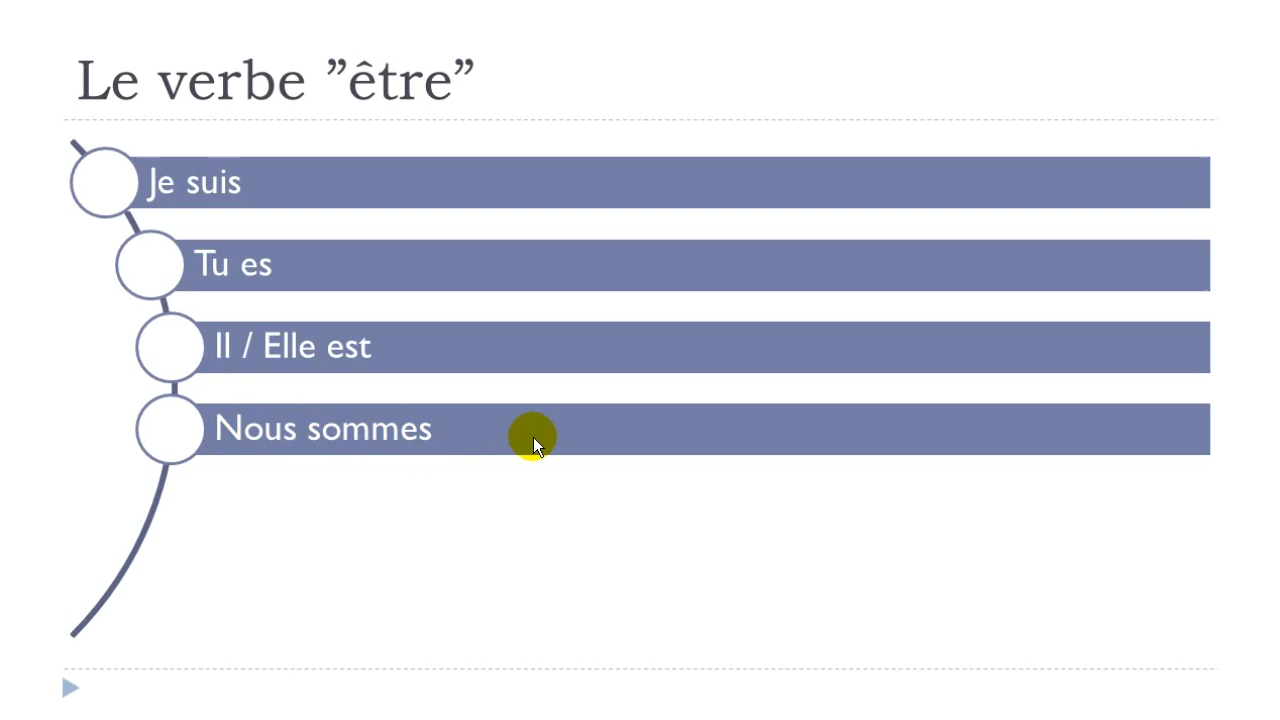 Le verbe ”être”
Je suis
Tu es
Il / Elle est
Nous sommes